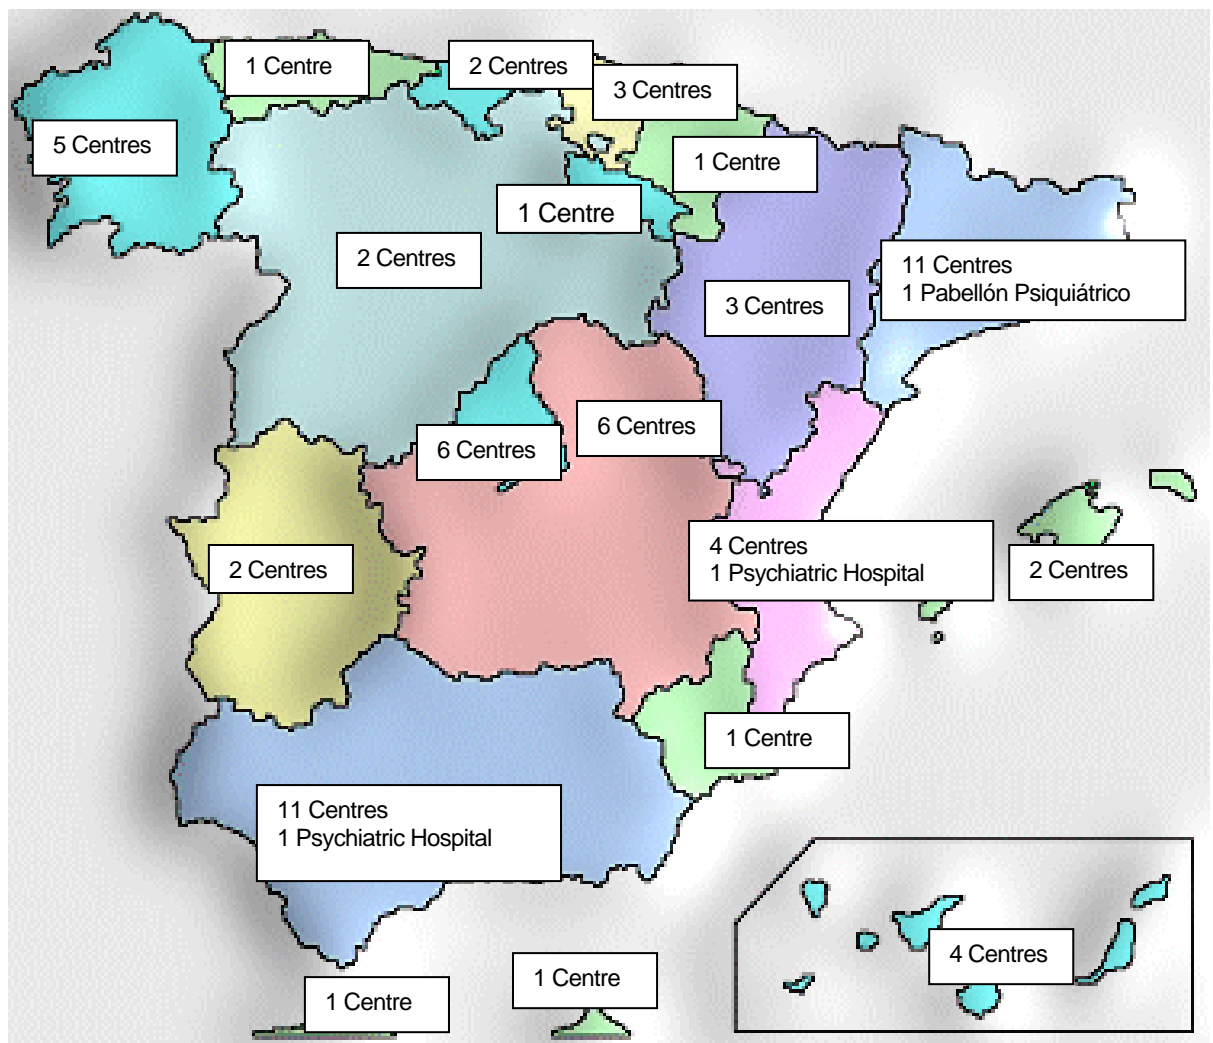 1 Centre
2 Centres
3 Centres
5 Centres
1 Centre
1 Centre
2 Centres
11 Centres
1 Pabellón Psiquiátrico
3 Centres
6 Centres
6 Centres
4 Centres
1 Psychiatric Hospital
2 Centres
2 Centres
1 Centre
11 Centres
1 Psychiatric Hospital
4 Centres
1 Centre
1 Centre